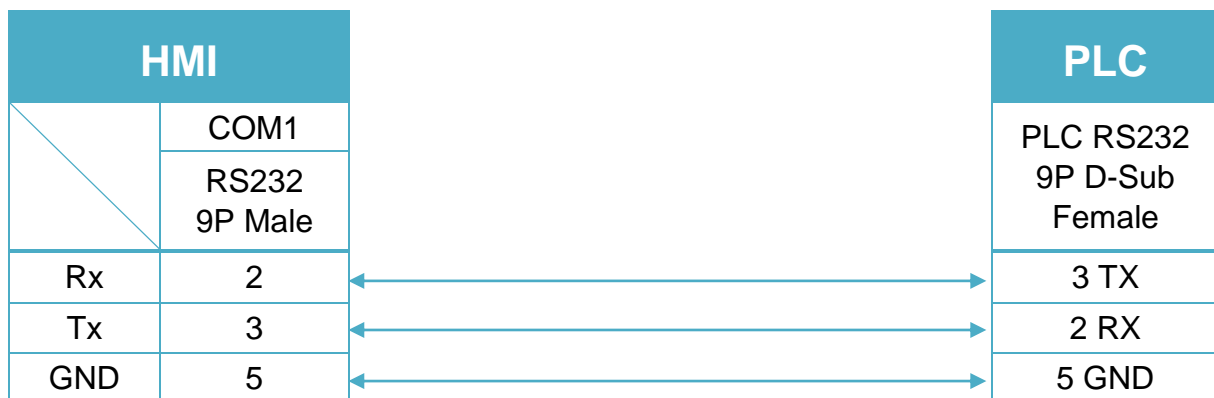 HMI
PLC
COM1
RS232
9P Male
PLC RS232
9P D-Sub
Female
Rx 2 3 TX
Tx 3 2 RX
GND 5 5 GND